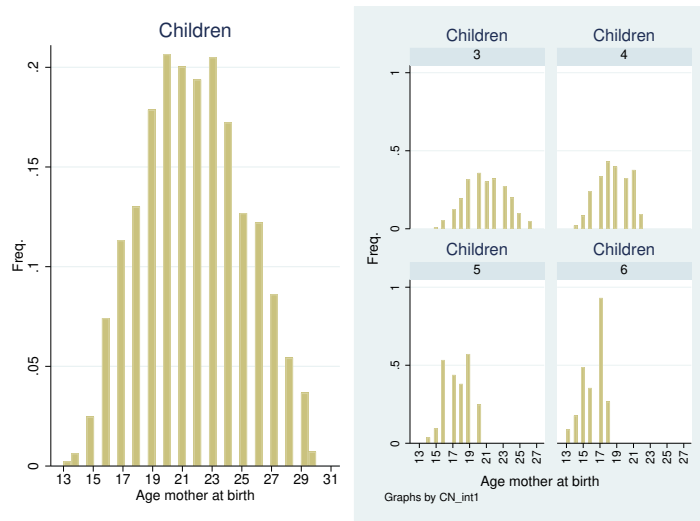 Children
Freq.
.2
.15
.1
.05
0
13 15 17 19 21 23 25 27 29 31
Age mother at birth
Children
3
Children
4
1
.5
0
Freq.
Children
5
Children
6
1
.5
0
13 15 17 19 21 23 25 27
13 15 17 19 21 23 25 27
Age mother at birth
Graphs by CN_int1